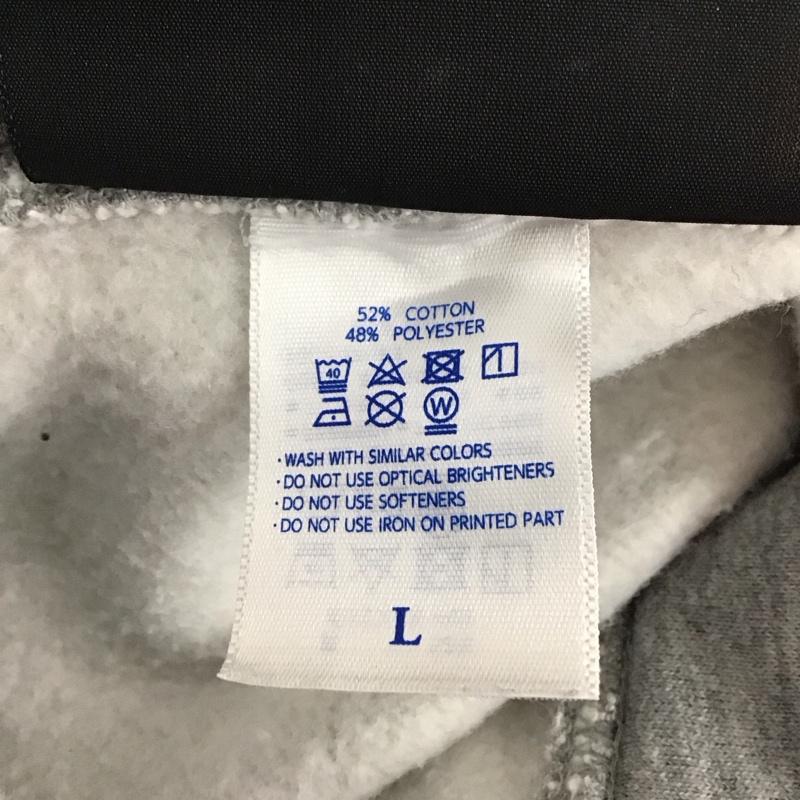 52% COTTON
48% POLYESTER
40
W
·WASH WITH SIMILAR COLORS
·DO NOT USE OPTICAL BRIGHTENERS
·DO NOT USE SOFTENERS
·DO NOT USE IRON ON PRINTED PART
L